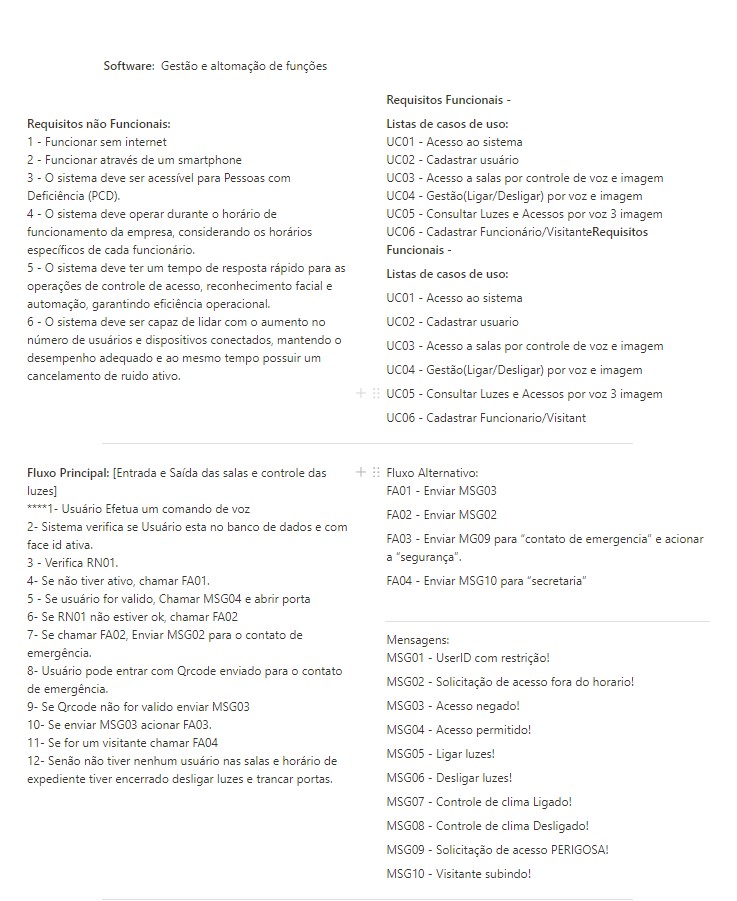 Software: Gestão e altomação de funções
Requisitos não Funcionais:
1 - Funcionar sem internet
2 - Funcionar através de um smartphone
3 - O sistema deve ser acessível para Pessoas com
Deficiência (PCD).
4 - O sistema deve operar durante o horário de
funcionamento da empresa, considerando os horários
específicos de cada funcionário.
5 - O sistema deve ter um tempo de resposta rápido para as
operações de controle de acesso, reconhecimento facial e
automação, garantindo eficiência operacional.
6 - O sistema deve ser capaz de lidar com o aumento no
número de usuários e dispositivos conectados, mantendo o
desempenho adequado e ao mesmo tempo possuir um
cancelamento de ruido ativo.
Requisitos Funcionais -
Listas de casos de uso:
UC01 - Acesso ao sistema
UC02 - Cadastrar usuário
UC03 - Acesso a salas por controle de voz e imagem
UC04 - Gestão(Ligar/Desligar) por voz e imagem
UC05 - Consultar Luzes e Acessos por voz 3 imagem
UC06 - Cadastrar Funcionário/VisitanteRequisitos
Funcionais -
Listas de casos de uso:
UC01 - Acesso ao sistema
UC02 - Cadastrar usuario
UC03 - Acesso a salas por controle de voz e imagem
UC04 - Gestão(Ligar/Desligar) por voz e imagem
UC05 - Consultar Luzes e Acessos por voz 3 imagem
UC06 - Cadastrar Funcionario/Visitant
Fluxo Principal: [Entrada e Saída das salas e controle das
luzes]
****1- Usuário Efetua um comando de voz
2- Sistema verifica se Usuário esta no banco de dados e com
face id ativa.
3 - Verifica RN01.
4- Se não tiver ativo, chamar FA01.
5 - Se usuário for valido, Chamar MSG04 e abrir porta
6- Se RN01 não estiver ok, chamar FA02
7- Se chamar FA02, Enviar MSG02 para o contato de
emergência.
8- Usuário pode entrar com Qrcode enviado para o contato
de emergência.
9- Se Qrcode não for valido enviar MSG03
10- Se enviar MSG03 acionar FA03.
11- Se for um visitante chamar FA04
12- Senão não tiver nenhum usuário nas salas e horário de
expediente tiver encerrado desligar luzes e trancar portas.
Fluxo Alternativo:
FA01 - Enviar MSG03
FA02 - Enviar MSG02
FA03 - Enviar MG09 para “contato de emergencia” e acionar
a “segurança”.
FA04 - Enviar MSG10 para “secretaria”
Mensagens:
MSG01 - UserID com restrição!
MSG02 - Solicitação de acesso fora do horario!
MSG03 - Acesso negado!
MSG04 - Acesso permitido!
MSG05 - Ligar luzes!
MSG06 - Desligar luzes!
MSG07 - Controle de clima Ligado!
MSG08 - Controle de clima Desligado!
MSG09 - Solicitação de acesso PERIGOSA!
MSG10 - Visitante subindo!